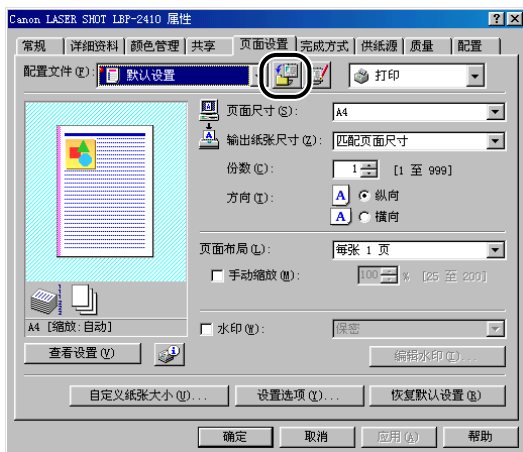 Canon LASER SHOT LBP-2410 属性
常规 详细资料 颜色管理 共享 页面设置 完成方式 供纸源 质量 配置
配置文件(F): 默认设置 打印
页面尺寸(S): A4
输出纸张尺寸(Z): 匹配页面尺寸
份数(C): 1 [1 至 999]
方向(T): A 纵向
A 横向
页面布局(L): 每张 1 页
手动缩放(M): 100 % [25 至 200]
A4 [缩放:自动]
水印(W): 保密
查看设置(V) 编辑水印(I)...
自定义纸张大小(U)... 设置选项(Y)... 恢复默认设置(R)
确定 取消 应用(A) 帮助